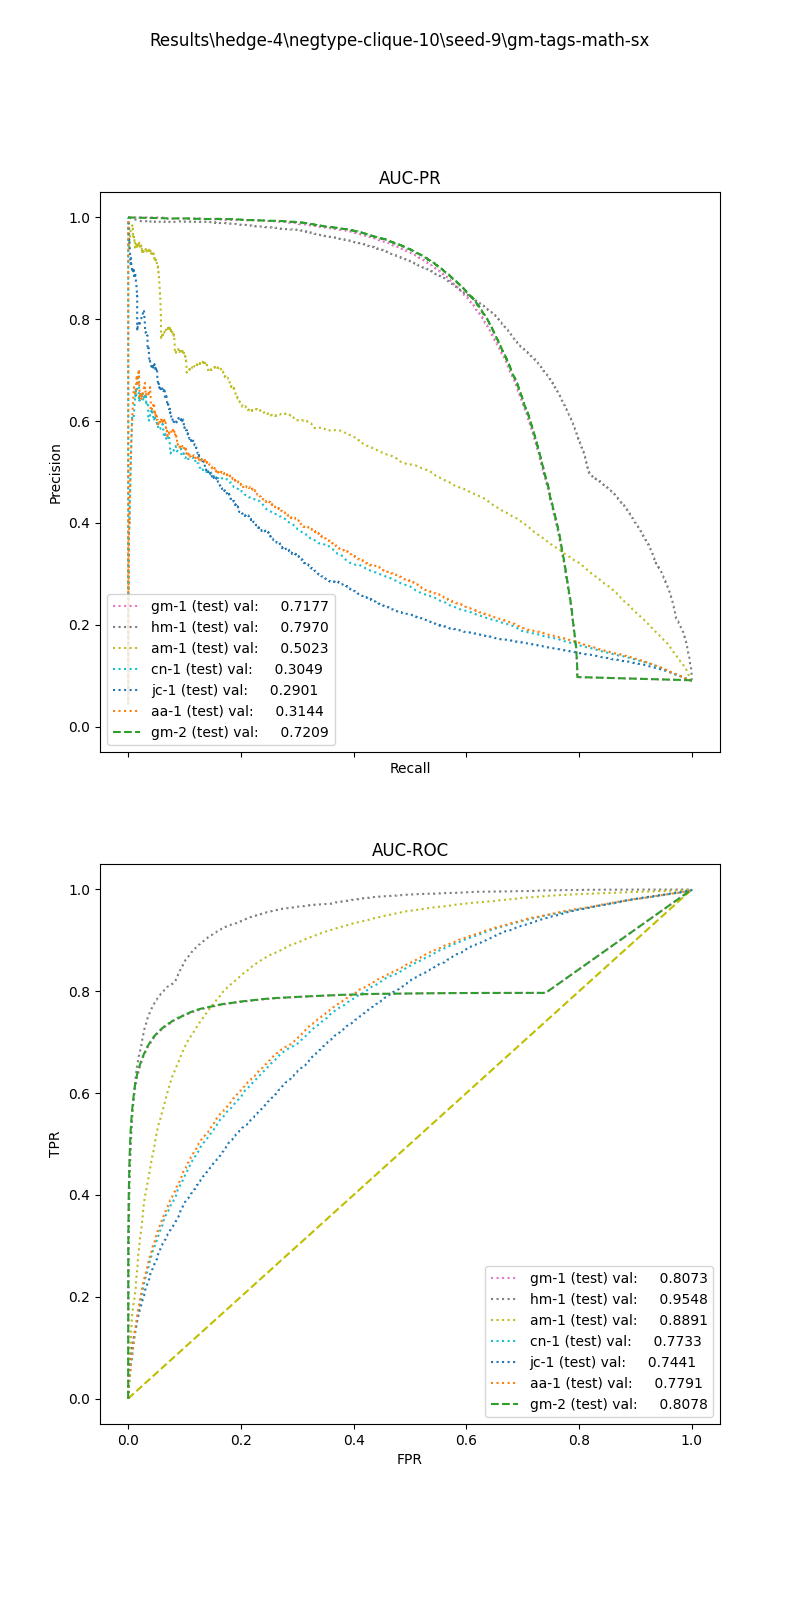 Results\hedge-4\negtype-clique-10\seed-9\gm-tags-math-sx
AUC-PR
1.0
0.8
0.6
0.4
0.2
0.0
Precision
gm-1 (test) val: 0.7177
hm-1 (test) val: 0.7970
am-1 (test) val: 0.5023
cn-1 (test) val: 0.3049
jc-1 (test) val: 0.2901
aa-1 (test) val: 0.3144
gm-2 (test) val: 0.7209
Recall
AUC-ROC
1.0
0.8
0.6
0.4
0.2
0.0
TPR
gm-1 (test) val: 0.8073
hm-1 (test) val: 0.9548
am-1 (test) val: 0.8891
cn-1 (test) val: 0.7733
jc-1 (test) val: 0.7441
aa-1 (test) val: 0.7791
gm-2 (test) val: 0.8078
0.0 0.2 0.4 0.6 0.8 1.0
FPR